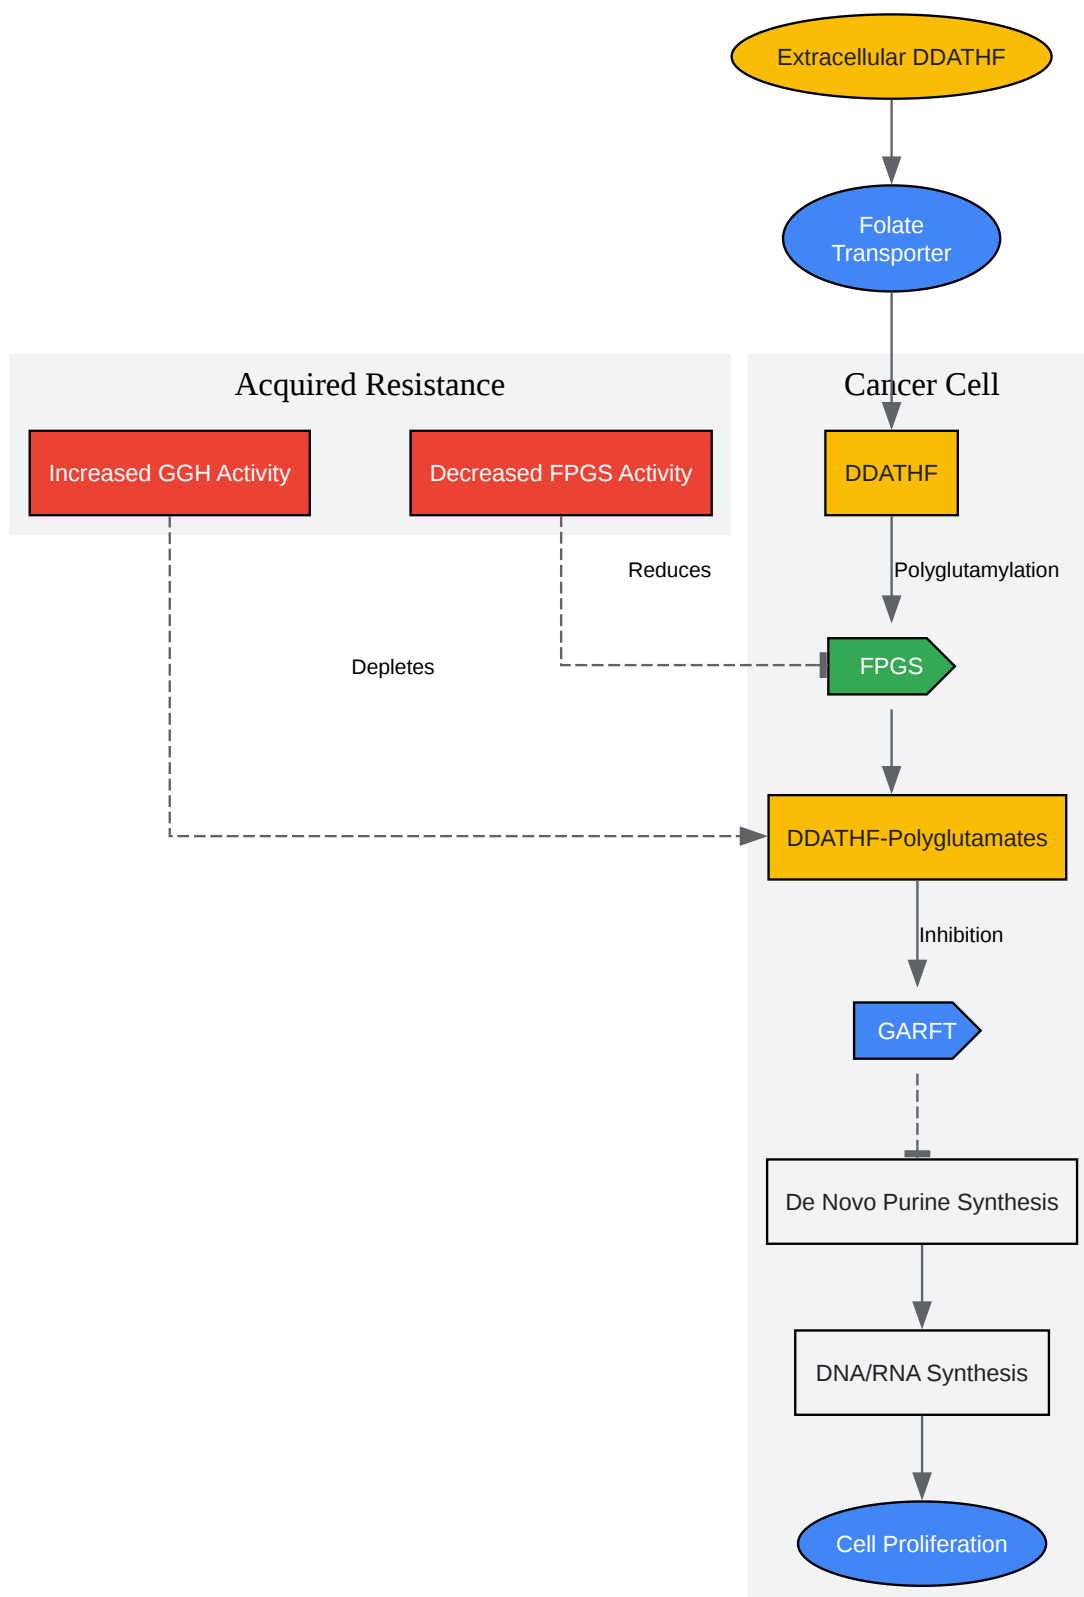 Extracellular DDATHF
Folate
Transporter
Acquired Resistance
Cancer Cell
Increased GGH Activity
Decreased FPGS Activity
DDATHF
Reduces
Polyglutamylation
Depletes
FPGS
DDATHF-Polyglutamates
Inhibition
GARFT
De Novo Purine Synthesis
DNA/RNA Synthesis
Cell Proliferation